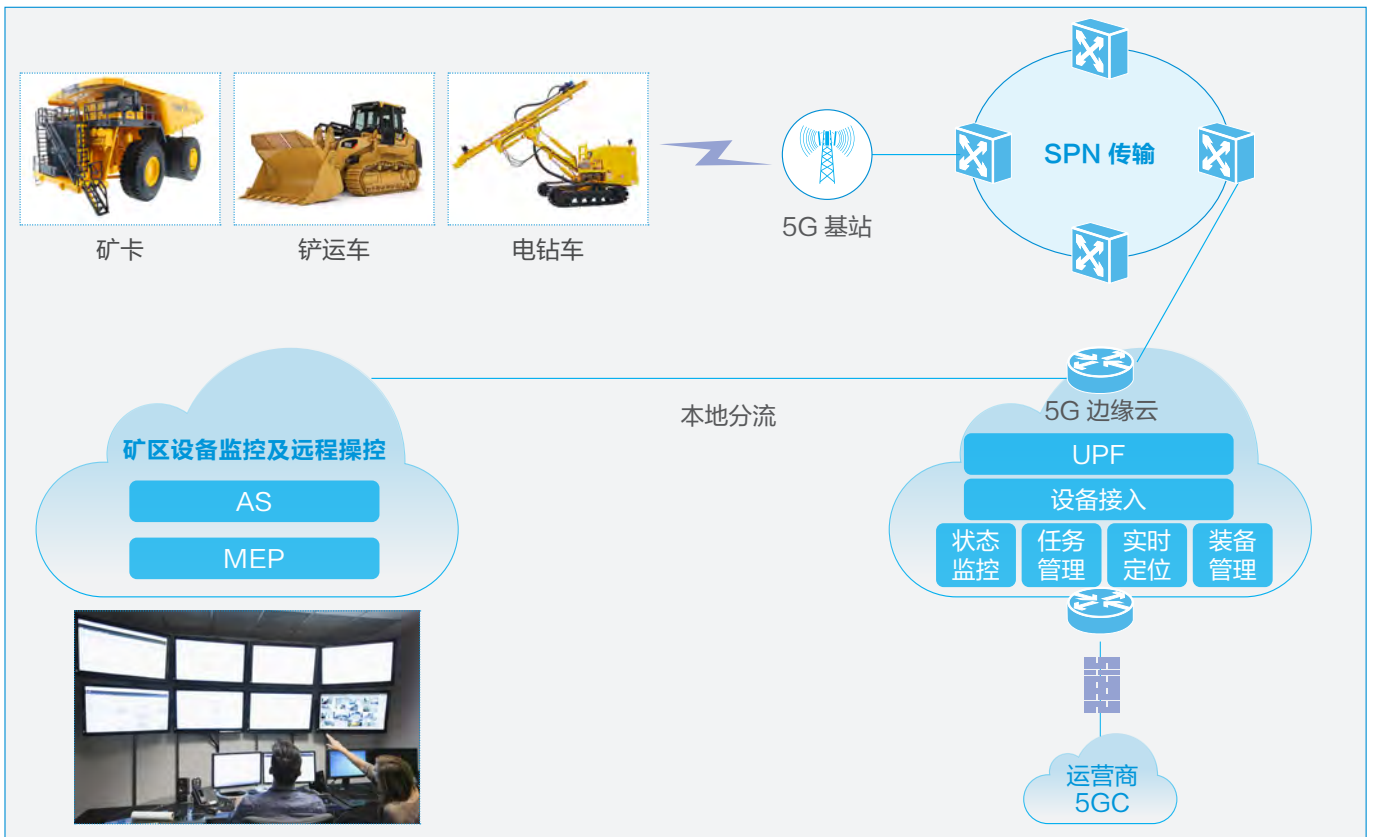 SPN 传输
5G 基站
矿卡
铲运车
电钻车
本地分流
5G 边缘云
矿区设备监控及远程操控
AS
MEP
UPF
设备接入
状态
监控
任务
管理
实时
定位
装备
管理
运营商
5GC